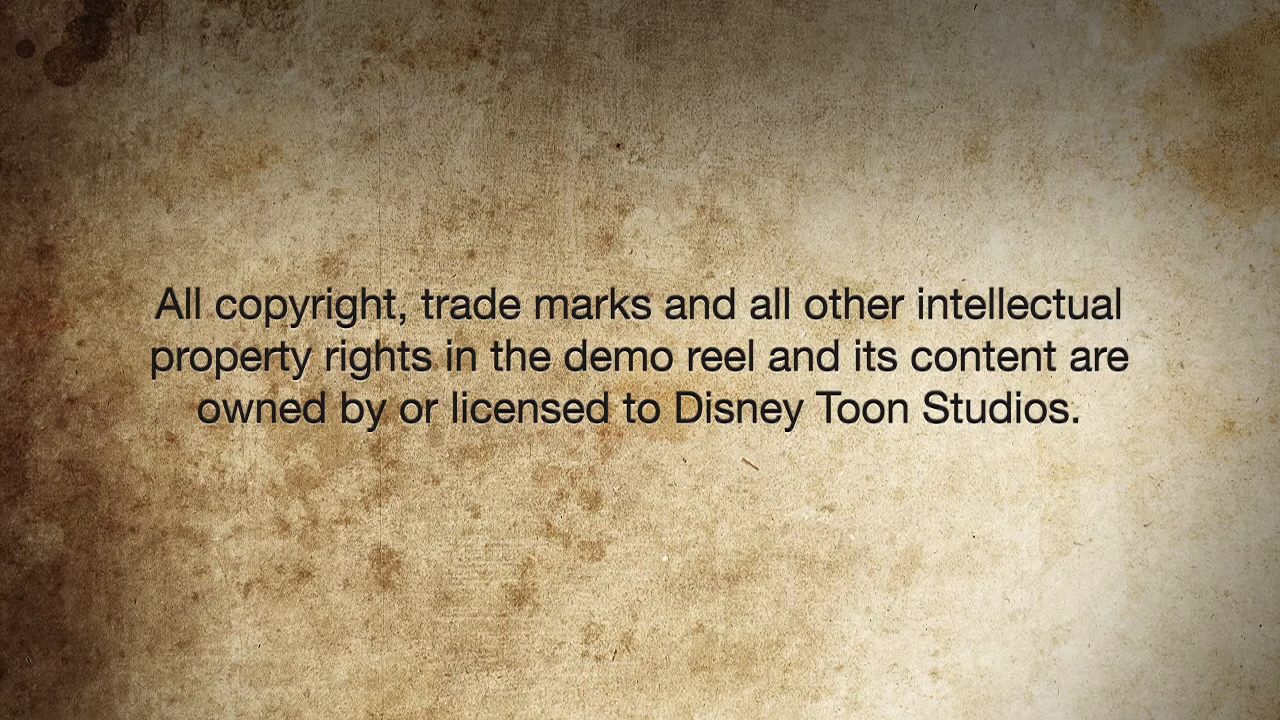 All copyright, trade marks and all other intellectual
property rights in the demo reel and its content are
owned by or licensed to Disney Toon Studios.